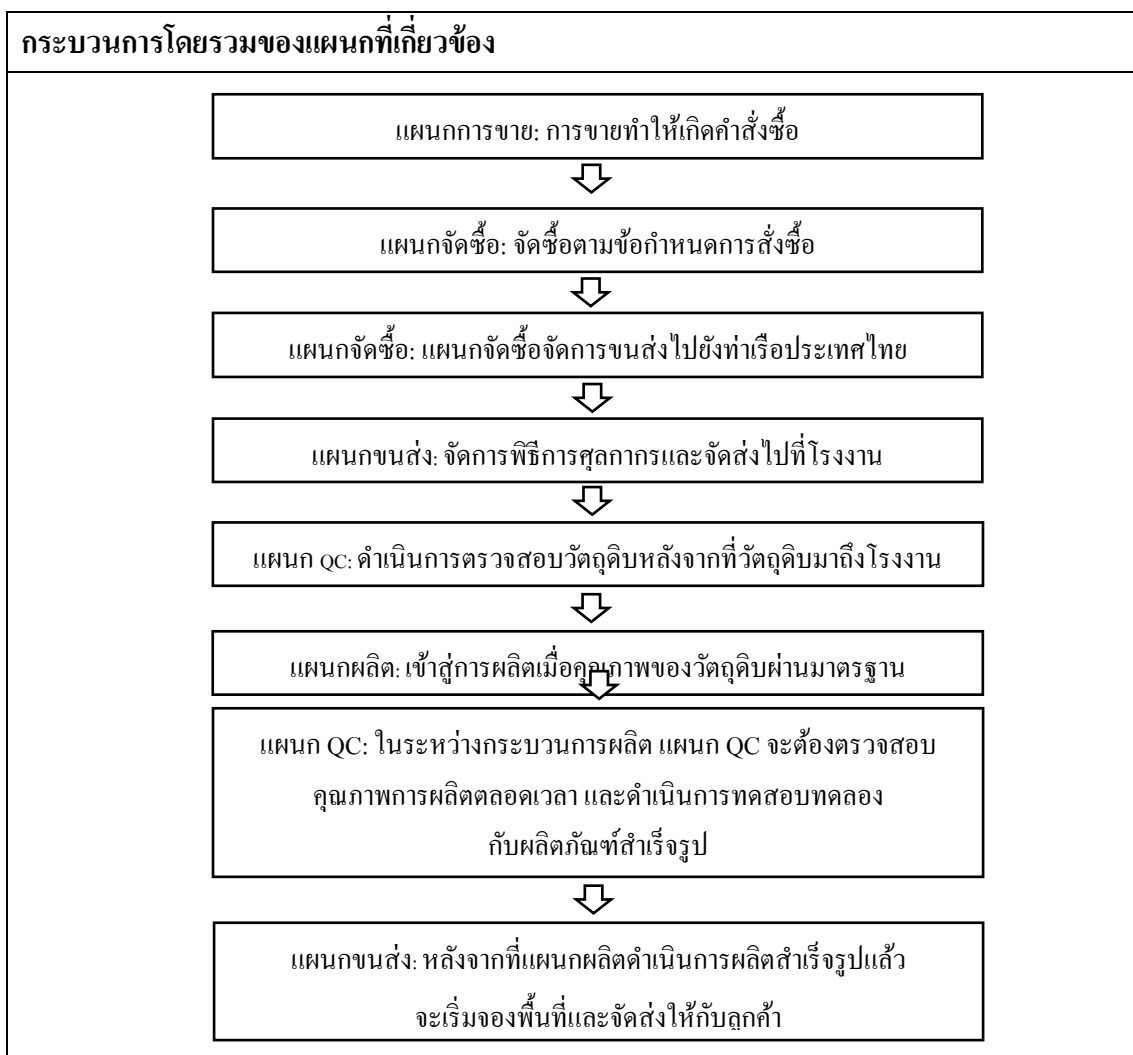 กระบวนการโดยรวมของแผนกที่เกี่ยวข้อง
แผนกการขาย: การขายทำให้เกิดคำสั่งซื้อ
แผนกจัดซื้อ: จัดซื้อตามข้อกำหนดการสั่งซื้อ
แผนกจัดซื้อ: แผนกจัดซื้อจัดการขนส่งไปยังท่าเรือประเทศไทย
แผนกขนส่ง: จัดการพิธีการศุลกากรและจัดส่งไปที่โรงงาน
แผนก QC: ดำเนินการตรวจสอบวัตถุดิบหลังจากที่วัตถุดิบมาถึงโรงงาน
แผนกผลิต: เข้าสู่การผลิตเมื่อคุณภาพของวัตถุดิบผ่านมาตรฐาน
แผนก QC: ในระหว่างกระบวนการผลิต แผนก QC จะต้องตรวจสอบ
คุณภาพการผลิตตลอดเวลา และดำเนินการทดสอบทดลอง
กับผลิตภัณฑ์สำเร็จรูป
แผนกขนส่ง: หลังจากที่แผนกผลิตดำเนินการผลิตสำเร็จรูปแล้ว
จะเริ่มจองพื้นที่และจัดส่งให้กับลูกค้า